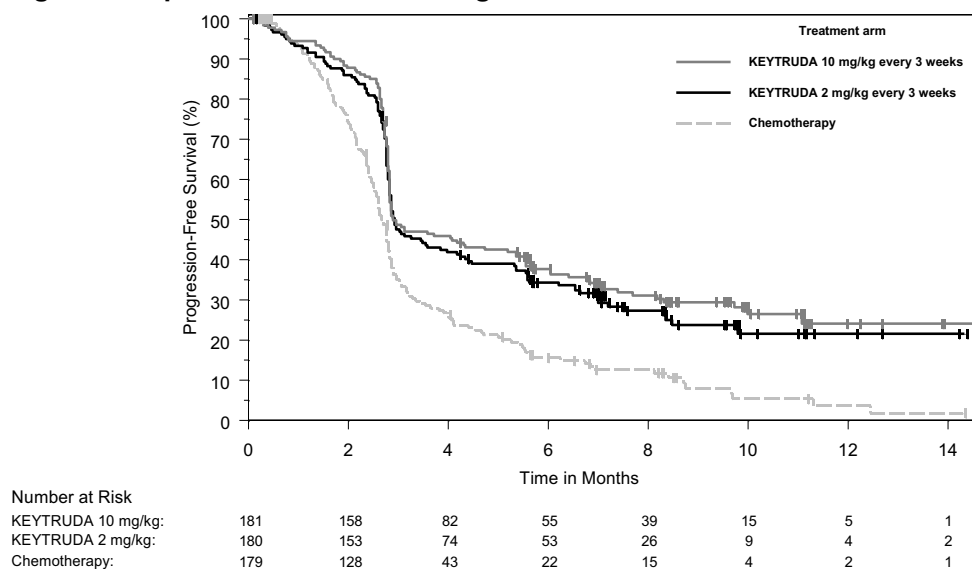 Treatment arm
KEYTRUDA 10 mg/kg every 3 weeks
KEYTRUDA 2 mg/kg every 3 weeks
Chemotherapy
Progression-Free Survival (%)
100
90
80
70
60
50
40
30
20
10
0
0 2 4 6 8 10 12 14
Time in Months
Number at Risk
KEYTRUDA 10 mg/kg: 181 158 82 55 39 15 5 1
KEYTRUDA 2 mg/kg: 180 153 74 53 26 9 4 2
Chemotherapy: 179 128 43 22 15 4 2 1